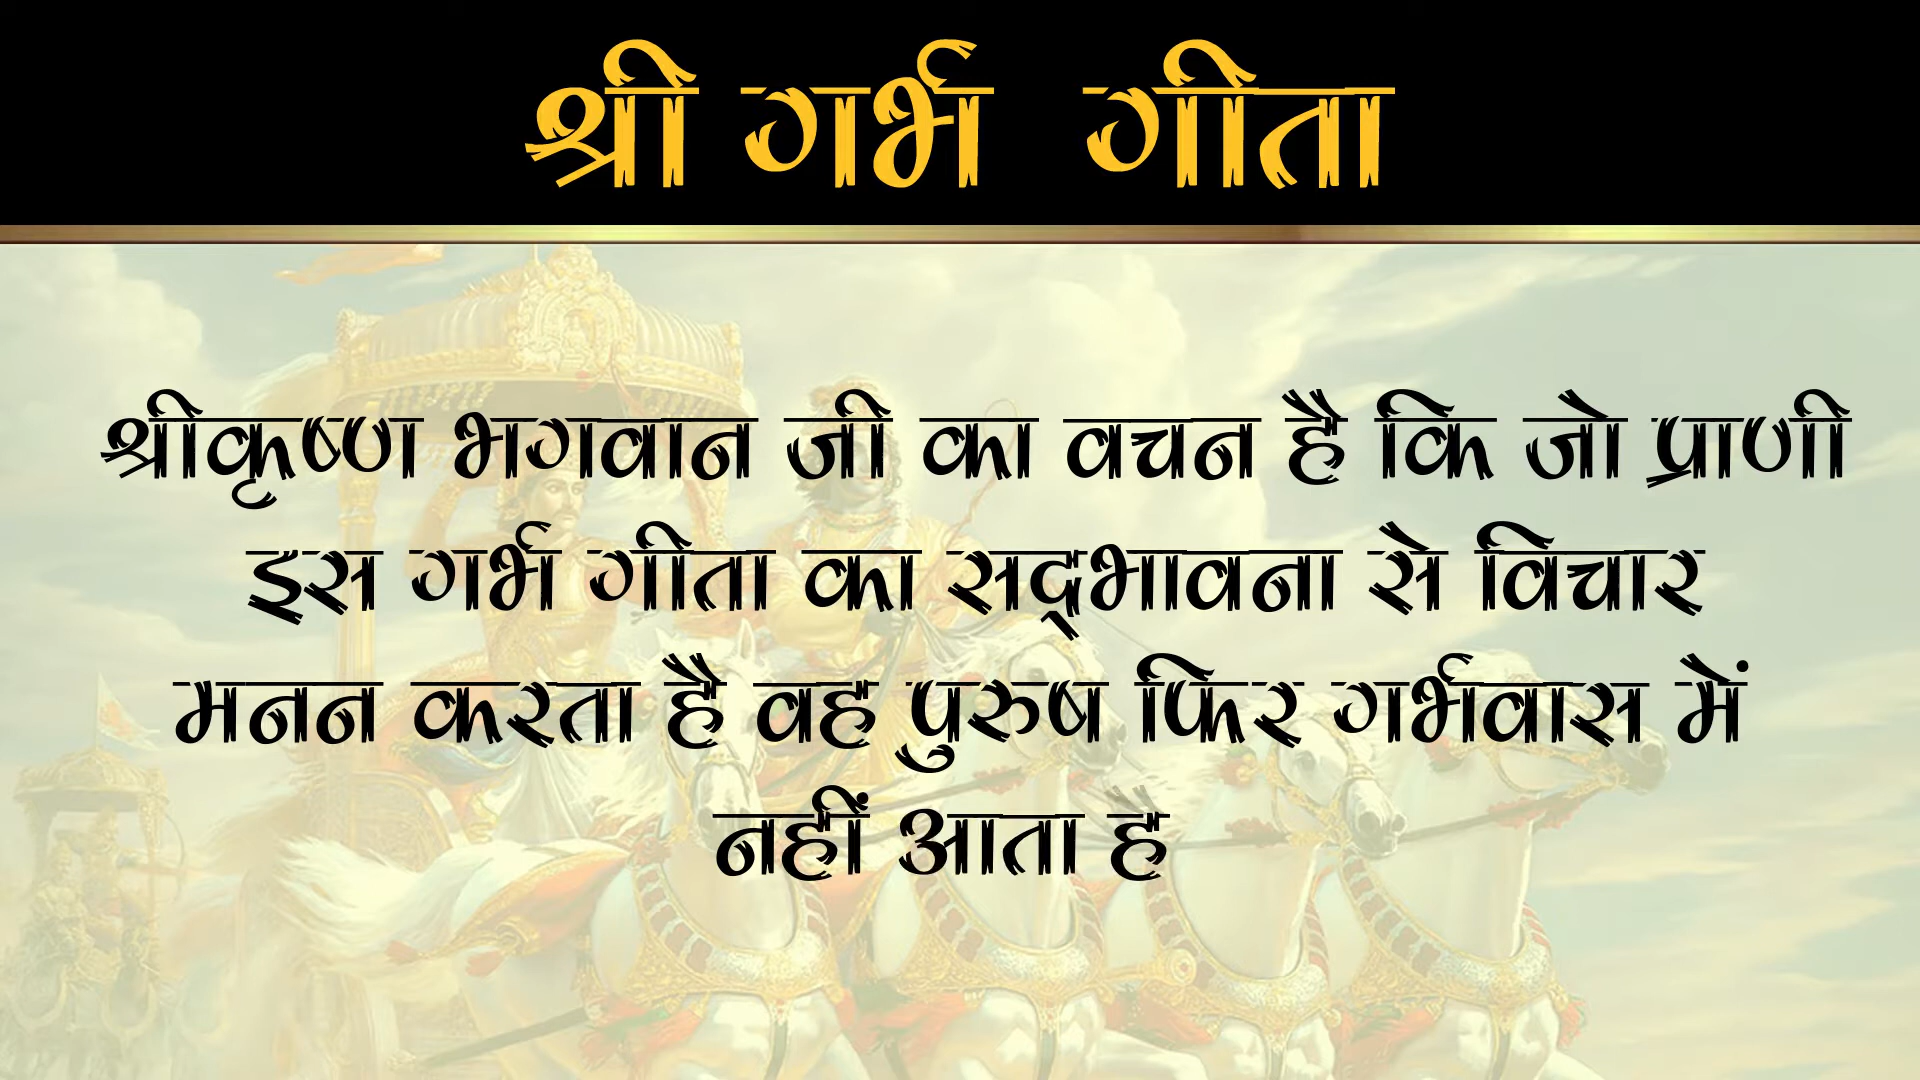 श्री गर्भ गीता
श्रीकृष्ण भगवान जी का वचन है कि जो प्राणी
इस गर्भ गीता का सद्भावना से विचार
मनन करता है वह पुरुष फिर गर्भवास में
नहीं आता है